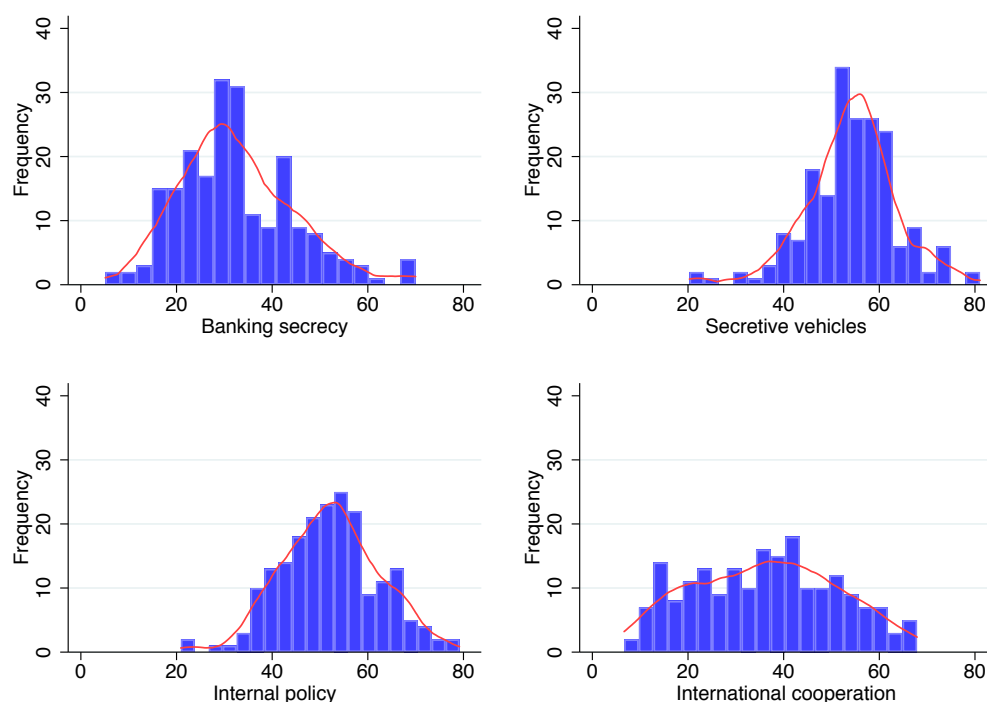 Frequency
0 10 20 30 40
0 20 40 60 80
Banking secrecy
Frequency
0 10 20 30 40
0 20 40 60 80
Secretive vehicles
Frequency
0 10 20 30 40
0 20 40 60 80
Internal policy
Frequency
0 10 20 30 40
0 20 40 60 80
International cooperation